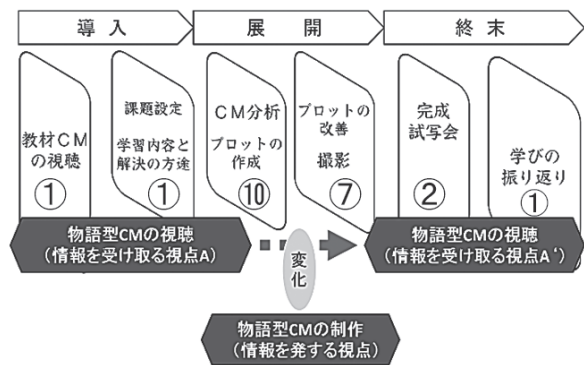 導入
展開
終末
教材CM
の視聴
①
課題設定
学習内容と
解決の方途
①
CM分析
プロットの
作成
⑩
プロットの
改善
撮影
⑦
完成
試写会
②
学びの
振り返り
①
物語型CMの視聴
(情報を受け取る視点A)
変化
物語型CMの視聴
(情報を受け取る視点A‘)
物語型CMの制作
(情報を発する視点)